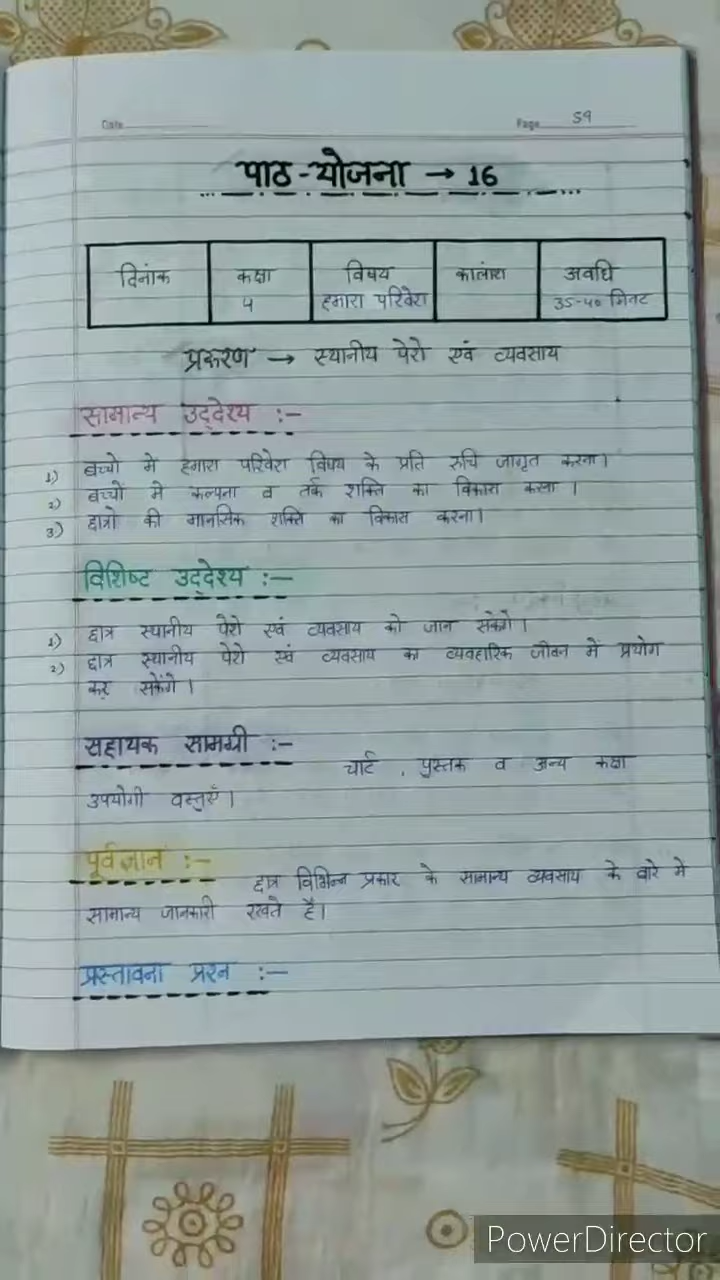 Date
Page 59
पाठ-योजना → 16
दिनांक कक्षा विषय कालांश अवधि
५ हमारा परिवेश 35-40 मिनट
प्रकरण → स्थानीय पेशे एवं व्यवसाय
सामान्य उद्देश्य :-
1) बच्चो मे हमारा परिवेश विषय के प्रति रुचि जागृत करना।
2) बच्चो मे कल्पना व तर्क शक्ति का विकास करना ।
3) छात्रो की मानसिक शक्ति का विकास करना।
विशिष्ट उद्देश्य :-
1) छात्र स्थानीय पेशे एवं व्यवसाय को जान सकेंगे।
2) छात्र स्थानीय पेशे एवं व्यवसाय का व्यवहारिक जीवन में प्रयोग
कर सकेंगे ।
सहायक सामग्री :-
चार्ट , पुस्तक व अन्य कक्षा
उपयोगी वस्तुएँ।
पूर्वज्ञान :-
छात्र विभिन्न प्रकार के सामान्य व्यवसाय के बारे मे
सामान्य जानकारी रखते है।
प्रस्तावना प्रश्न :-
PowerDirector